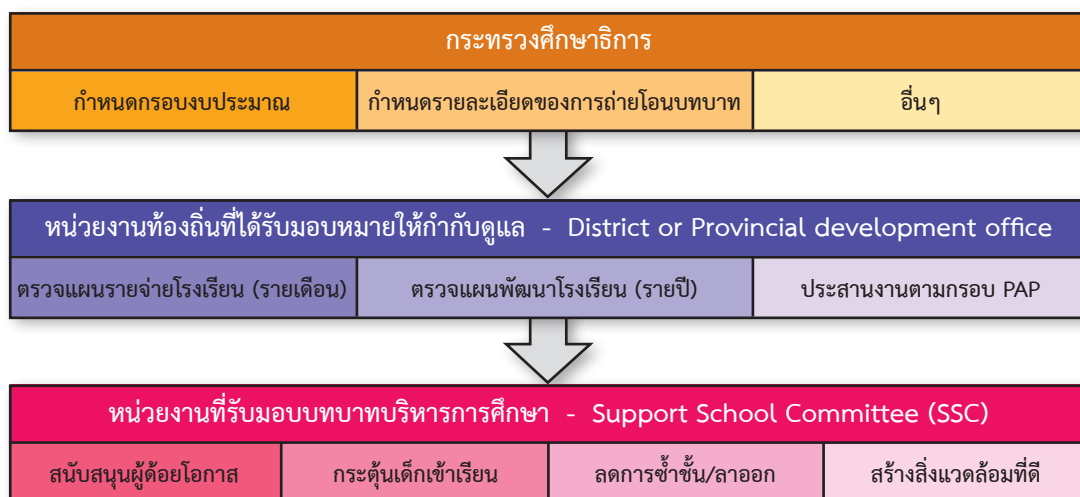 กระทรวงศึกษาธิการ
กำหนดกรอบงบประมาณ
กำหนดรายละเอียดของการถ่ายโอนบทบาท
อื่นๆ
หน่วยงานท้องถิ่นที่ได้รับมอบหมายให้กำกับดูแล - District or Provincial development office
ตรวจแผนรายจ่ายโรงเรียน (รายเดือน)
ตรวจแผนพัฒนาโรงเรียน (รายปี)
ประสานงานตามกรอบ PAP
หน่วยงานที่รับมอบบทบาทบริหารการศึกษา - Support School Committee (SSC)
สนับสนุนผู้ด้อยโอกาส
กระตุ้นเด็กเข้าเรียน
ลดการซ้ำชั้น/ลาออก
สร้างสิ่งแวดล้อมที่ดี